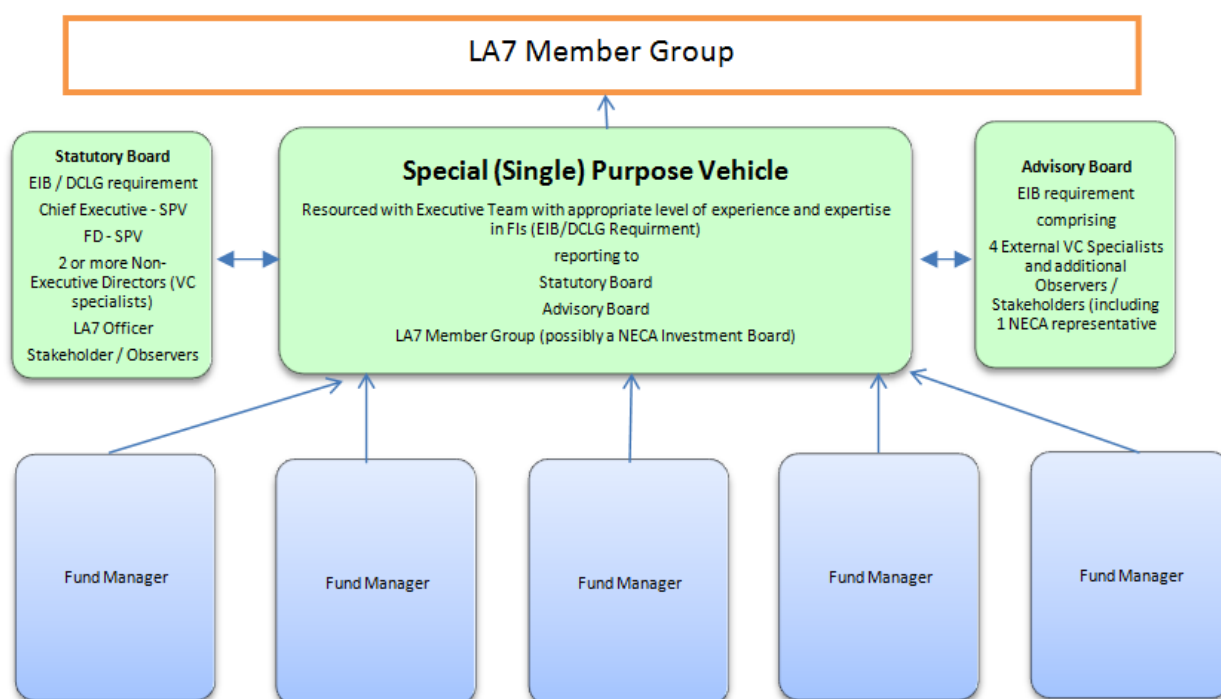 LA7 Member Group
Statutory Board
EIB / DCLG requirement
Chief Executive - SPV
FD - SPV
2 or more Non-
Executive Directors (VC
specialists)
LA7 Officer
Stakeholder / Observers
Special (Single) Purpose Vehicle
Resourced with Executive Team with appropriate level of experience and expertise
in FIs (EIB/DCLG Requirment)
reporting to
Statutory Board
Advisory Board
LA7 Member Group (possibly a NECA Investment Board)
Advisory Board
EIB requirement
comprising
4 External VC Specialists
and additional
Observers /
Stakeholders (including
1 NECA representative
Fund Manager
Fund Manager
Fund Manager
Fund Manager
Fund Manager